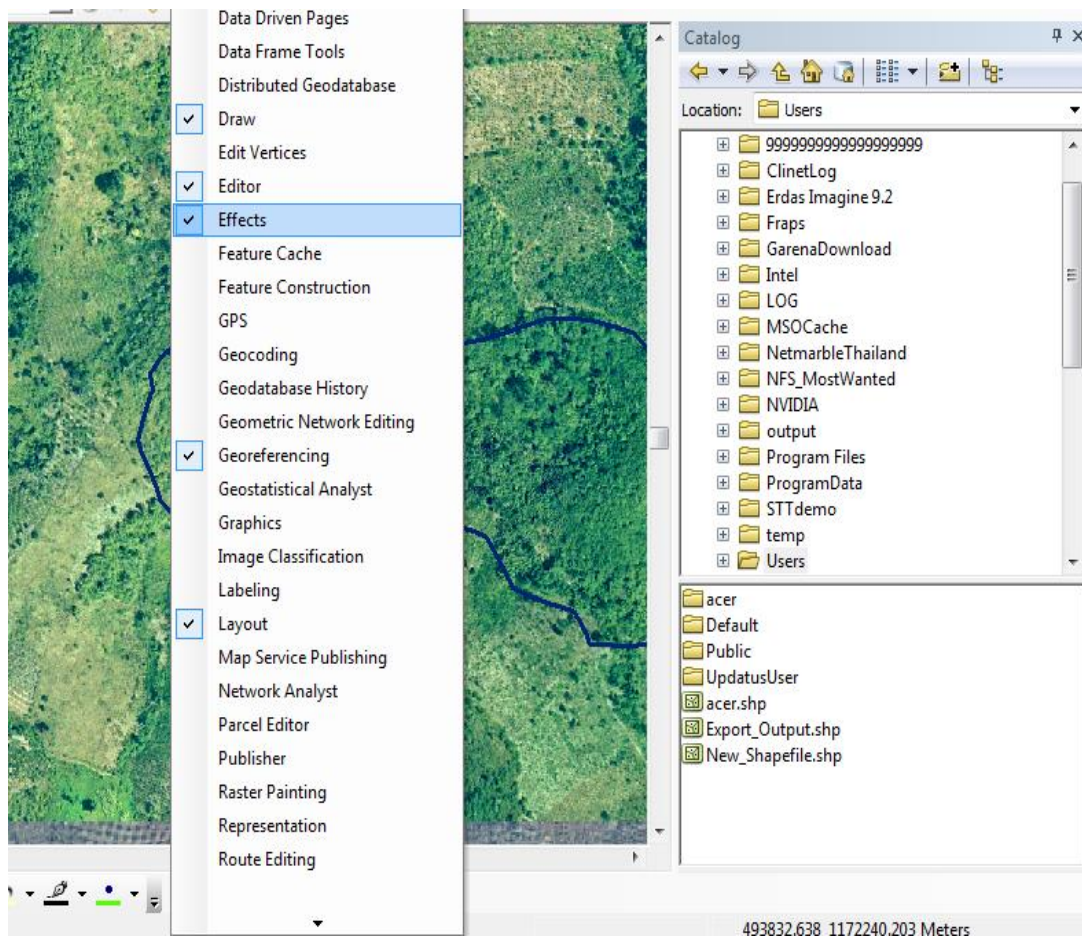 Data Driven Pages
Data Frame Tools
Distributed Geodatabase
Draw
Edit Vertices
Editor
Effects
Feature Cache
Feature Construction
GPS
Geocoding
Geodatabase History
Geometric Network Editing
Georeferencing
Geostatistical Analyst
Graphics
Image Classification
Labeling
Layout
Map Service Publishing
Network Analyst
Parcel Editor
Publisher
Raster Painting
Representation
Route Editing
Catalog
Location: Users
9999999999999999999
ClinetLog
Erdas Imagine 9.2
Fraps
GarenaDownload
Intel
LOG
MSOCache
NetmarbleThailand
NFS_MostWanted
NVIDIA
output
Program Files
ProgramData
STTdemo
temp
Users
acer
Default
Public
UpdatusUser
acer.shp
Export_Output.shp
New_Shapefile.shp
493832.638 1172240.203 Meters